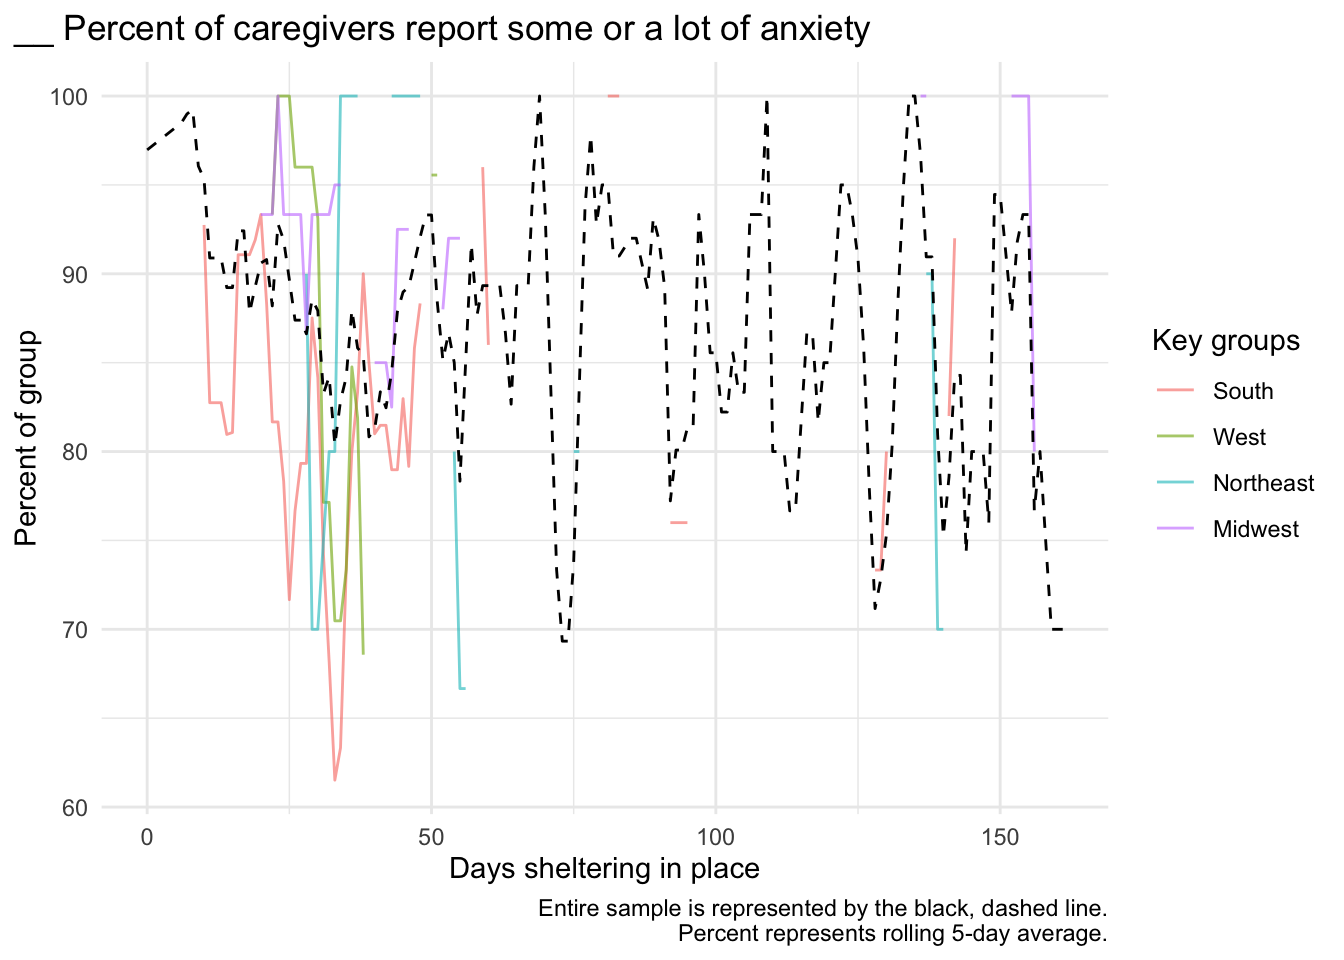 __ Percent of caregivers report some or a lot of anxiety
100
90
80
70
60
Percent of group
0
50
100
150
Days sheltering in place
Key groups
South
West
Northeast
Midwest
Entire sample is represented by the black, dashed line.
Percent represents rolling 5-day average.